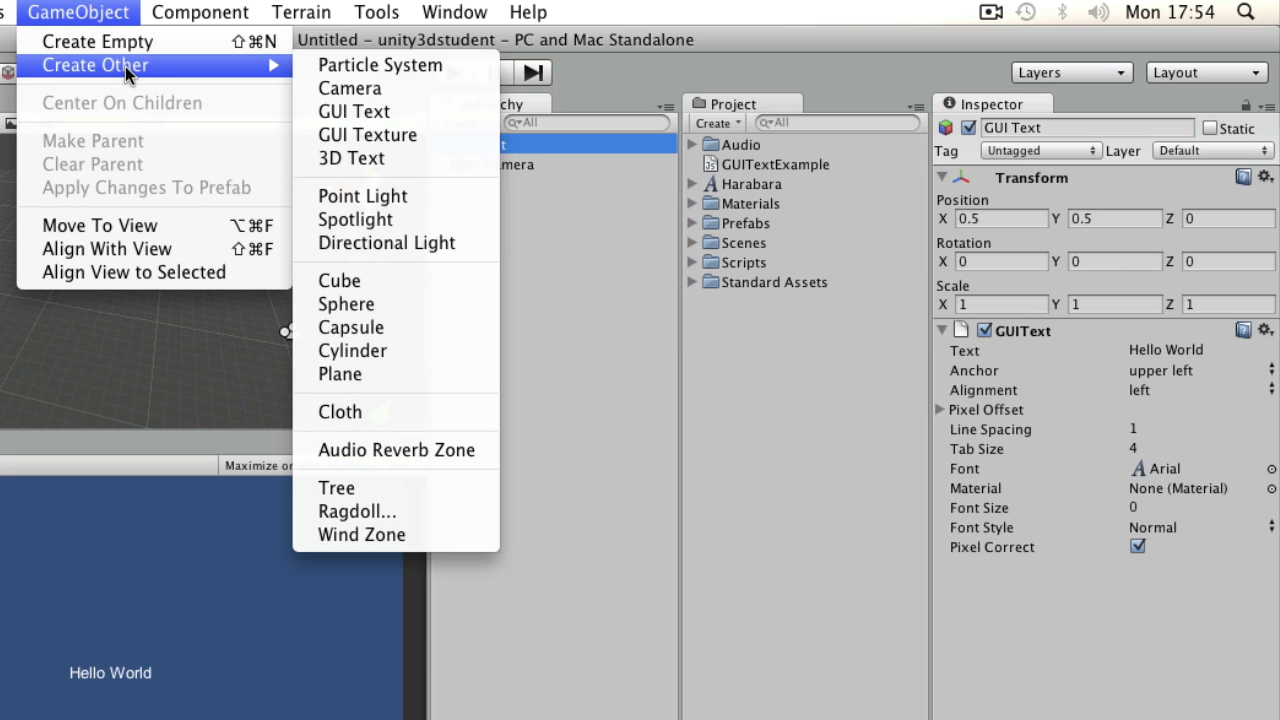 s GameObject Component Terrain Tools Window Help Mon 17:54
Create Empty ⇧⌘N
Create Other
Center On Children
Make Parent
Clear Parent
Apply Changes To Prefab
Move To View ⌥⌘F
Align With View ⇧⌘F
Align View to Selected
Untitled – unity3dstudent – PC and Mac Standalone
Particle System
Camera
GUI Text
GUI Texture
3D Text
Point Light
Spotlight
Directional Light
Cube
Sphere
Capsule
Cylinder
Plane
Cloth
Audio Reverb Zone
Tree
Ragdoll...
Wind Zone
Layers Layout
chy
All
t
amera
Project
Create All
Audio
GUITextExample
Harabara
Materials
Prefabs
Scenes
Scripts
Standard Assets
Inspector
GUI Text Static
Tag Untagged Layer Default
Transform
Position
X 0.5 Y 0.5 Z 0
Rotation
X 0 Y 0 Z 0
Scale
X 1 Y 1 Z 1
GUIText
Text Hello World
Anchor upper left
Alignment left
Pixel Offset
Line Spacing 1
Tab Size 4
Font Arial
Material None (Material)
Font Size 0
Font Style Normal
Pixel Correct
Maximize on
Hello World